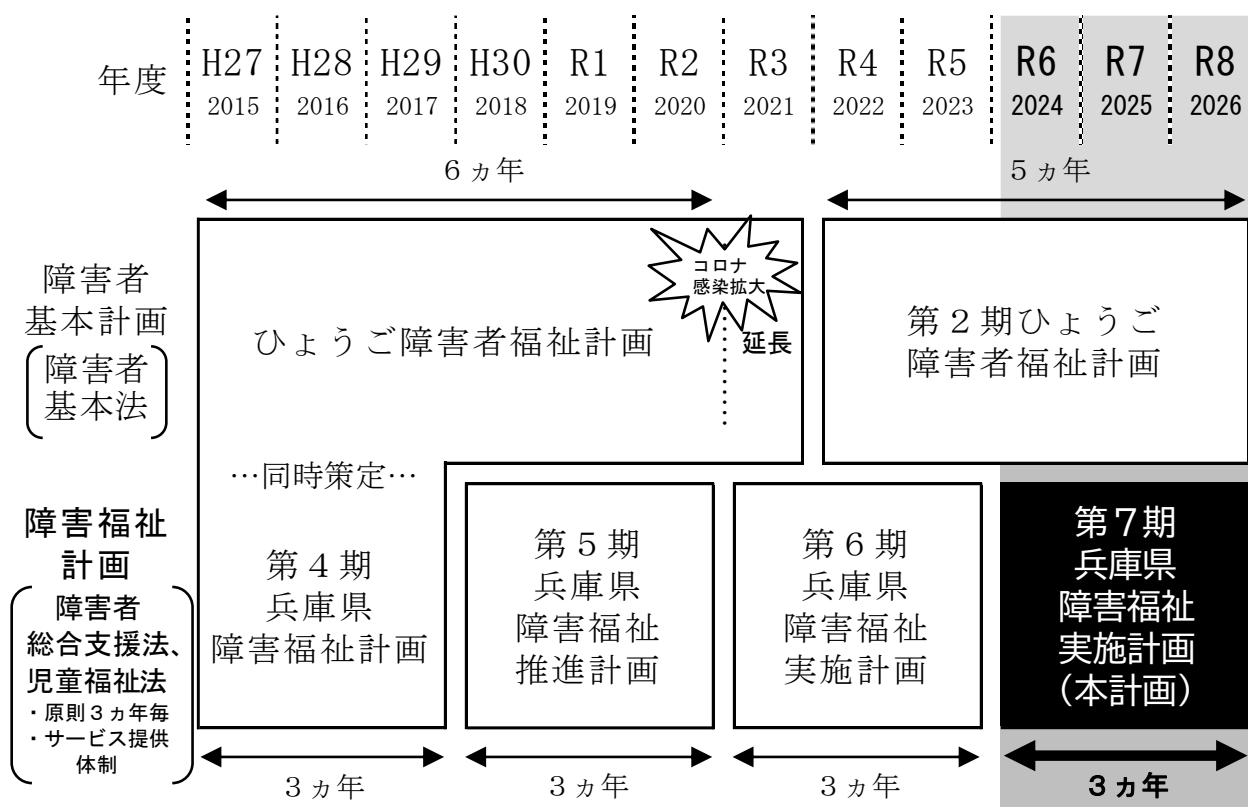 年度 H27 H28 H29 H30 R1 R2 R3 R4 R5 R6 R7 R8
2015 2016 2017 2018 2019 2020 2021 2022 2023 2024 2025 2026
6ヵ年 5ヵ年
障害者
基本計画
障害者
基本法
ひょうご障害者福祉計画
コロナ
感染拡大
延長
第2期ひょうご
障害者福祉計画
…同時策定…
障害福祉
計画
障害者
総合支援法、
児童福祉法
・原則3ヵ年毎
・サービス提供
体制
第4期
兵庫県
障害福祉計画
第5期
兵庫県
障害福祉
推進計画
第6期
兵庫県
障害福祉
実施計画
第7期
兵庫県
障害福祉
実施計画
(本計画)
3ヵ年 3ヵ年 3ヵ年 3ヵ年